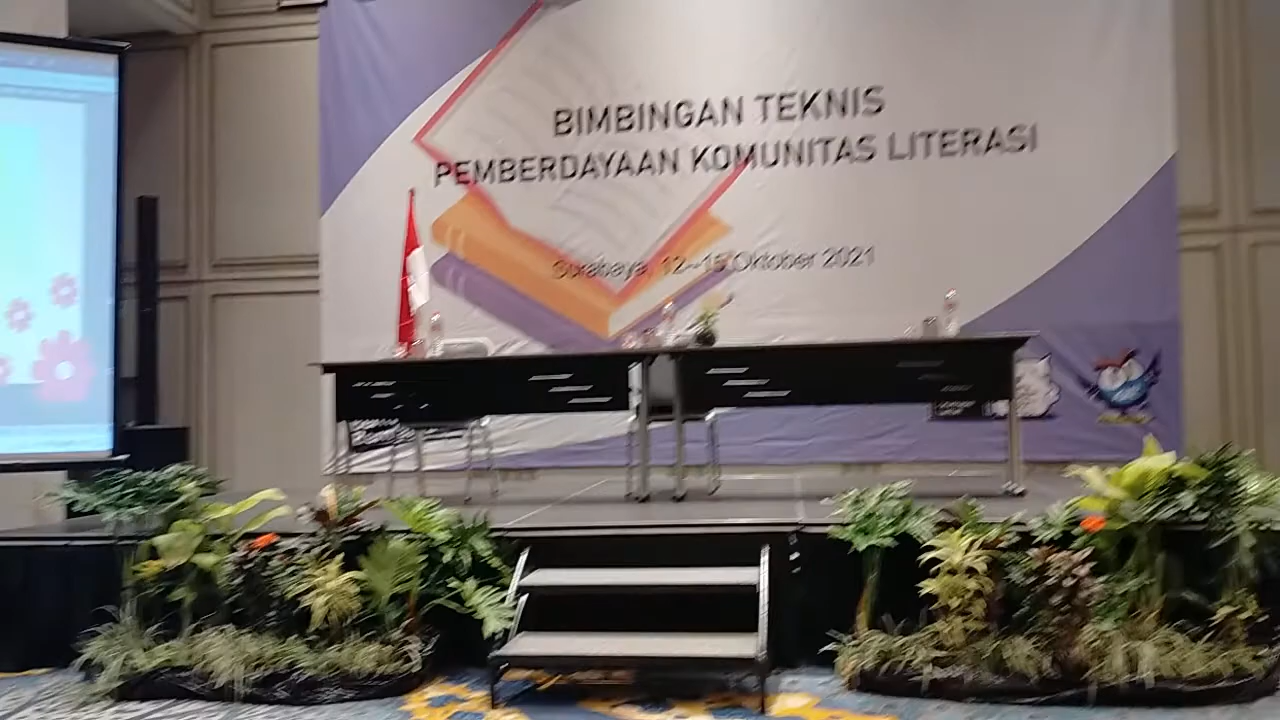 BIMBINGAN TEKNIS
PEMBERDAYAAN KOMUNITAS LITERASI
Surabaya, 12–15 Oktober 2021